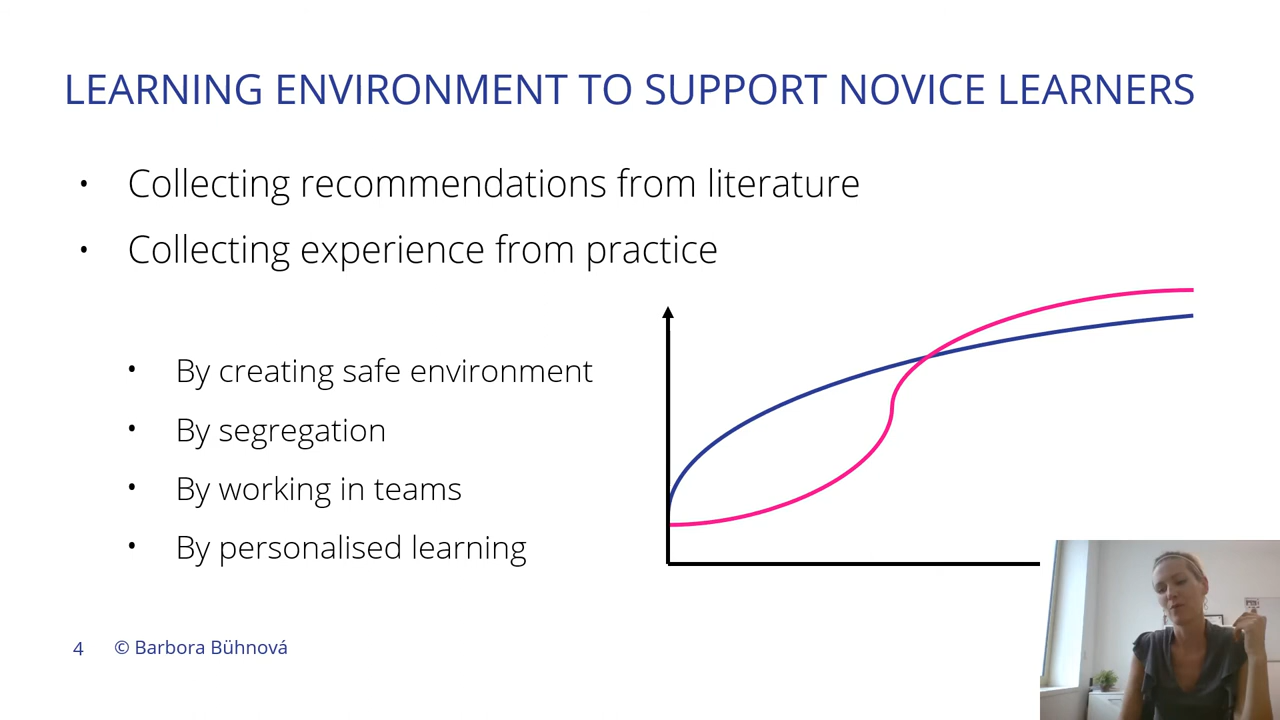 LEARNING ENVIRONMENT TO SUPPORT NOVICE LEARNERS
• Collecting recommendations from literature
• Collecting experience from practice
• By creating safe environment
• By segregation
• By working in teams
• By personalised learning
4 © Barbora Bühnová